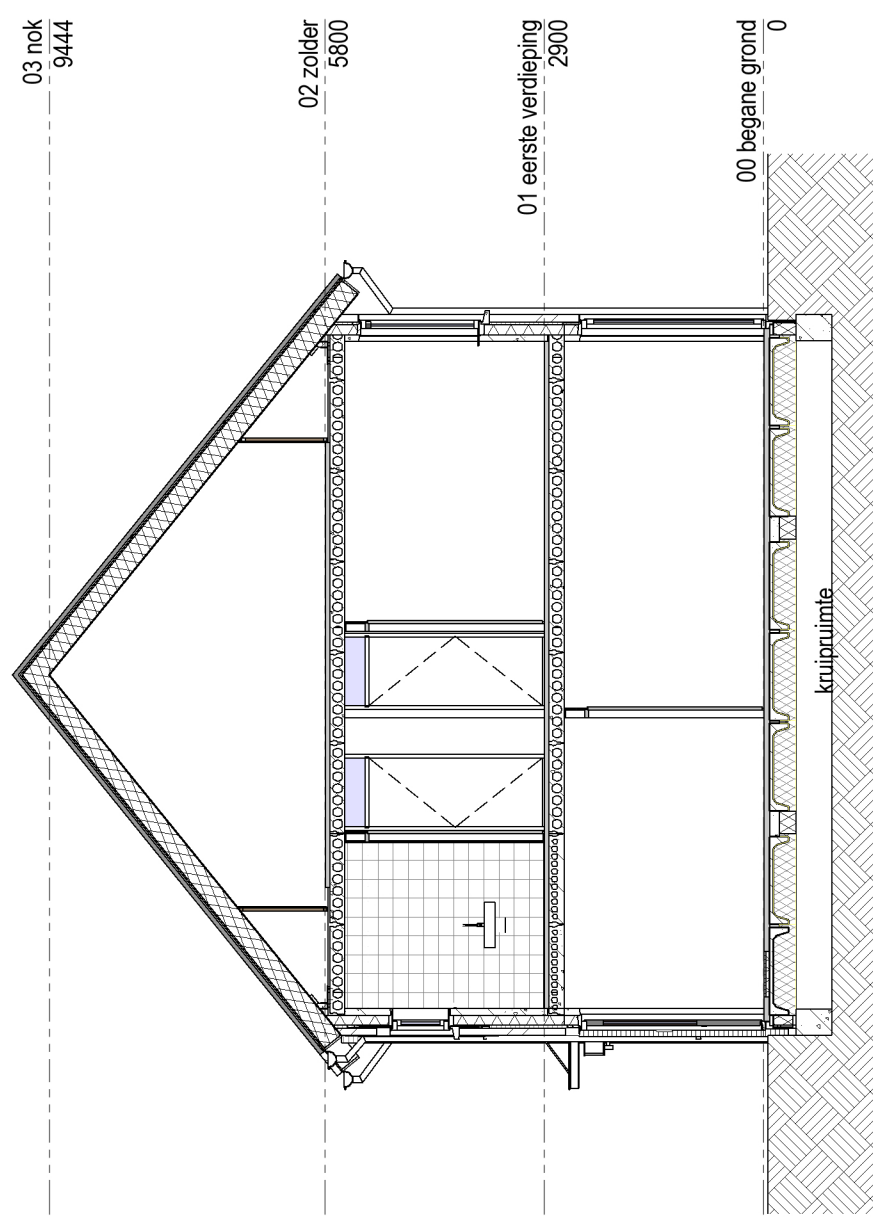 03 nok
9444
02 zolder
5800
01 eerste verdieping
2900
00 begane grond
0
kruipruimte